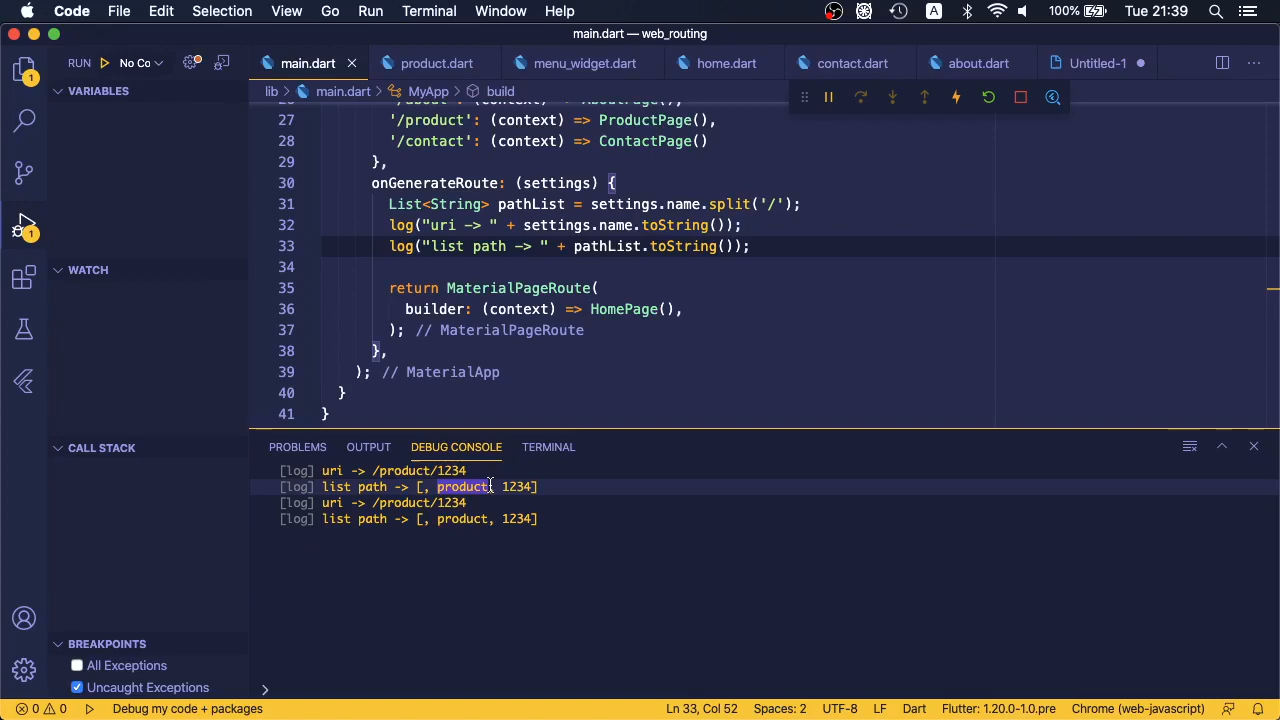 Code File Edit Selection View Go Run Terminal Window Help 100% A Tue 21:39
main.dart — web_routing
RUN No Co main.dart product.dart menu_widget.dart home.dart contact.dart about.dart Untitled-1
VARIABLES
lib > main.dart > MyApp > build
27 '/product': (context) => ProductPage(),
28 '/contact': (context) => ContactPage()
29 },
30 onGenerateRoute: (settings) {
31 List<String> pathList = settings.name.split('/');
32 log("uri -> " + settings.name.toString());
33 log("list path -> " + pathList.toString());
34
35 return MaterialPageRoute(
36 builder: (context) => HomePage(),
37 ); // MaterialPageRoute
38 },
39 ); // MaterialApp
40 }
41 }
WATCH
CALL STACK
BREAKPOINTS
All Exceptions
Uncaught Exceptions
1
1
PROBLEMS OUTPUT DEBUG CONSOLE TERMINAL
[log] uri -> /product/1234
[log] list path -> [, product, 1234]
[log] uri -> /product/1234
[log] list path -> [, product, 1234]
0 0 Debug my code + packages Ln 33, Col 52 Spaces: 2 UTF-8 LF Dart Flutter: 1.20.0-1.0.pre Chrome (web-javascript)